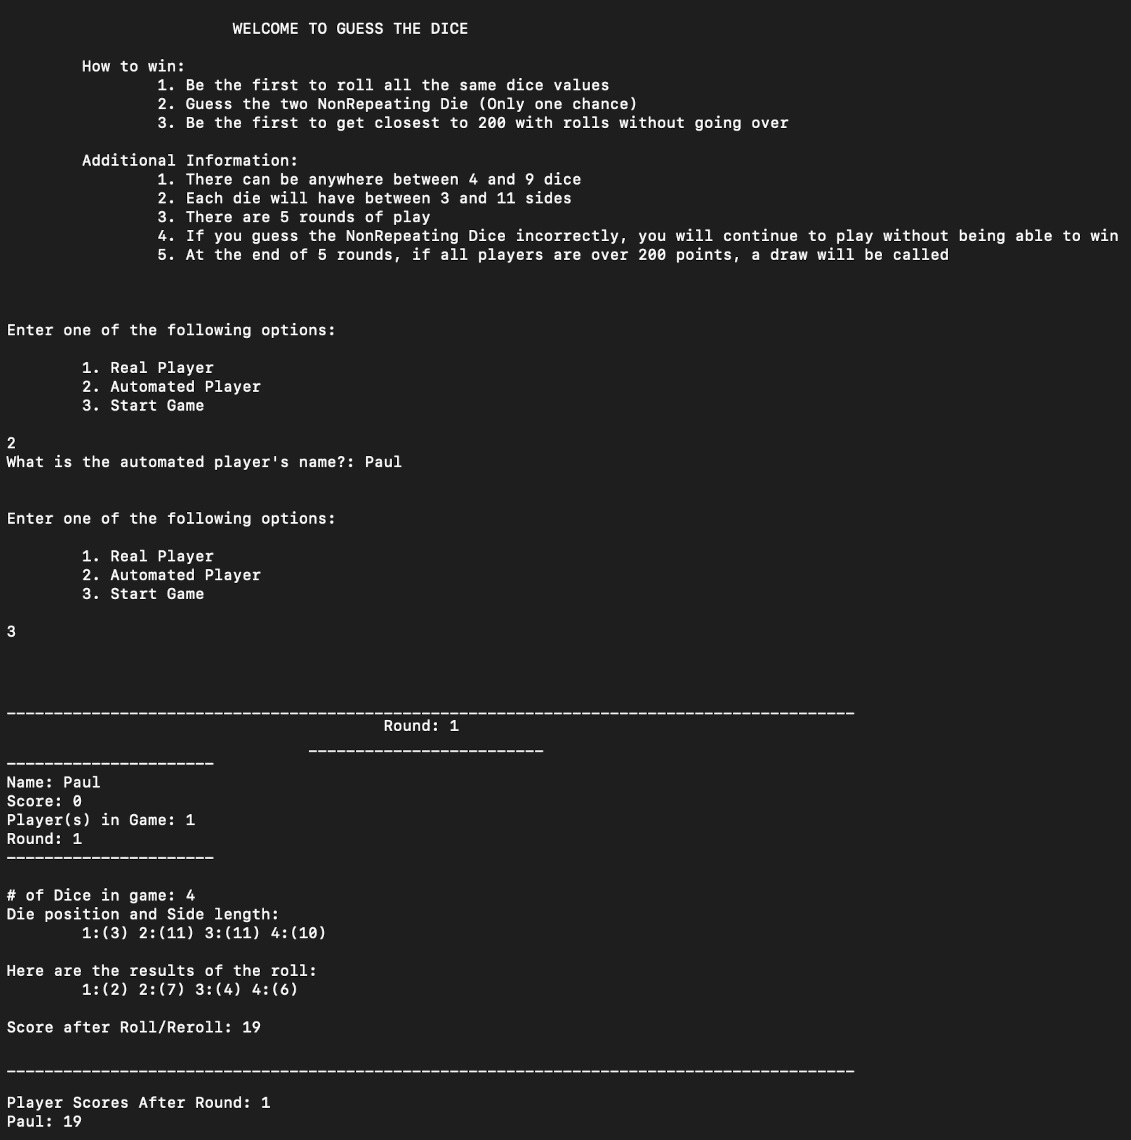 WELCOME TO GUESS THE DICE
How to win:
1. Be the first to roll all the same dice values
2. Guess the two NonRepeating Die (Only one chance)
3. Be the first to get closest to 200 with rolls without going over
Additional Information:
1. There can be anywhere between 4 and 9 dice
2. Each die will have between 3 and 11 sides
3. There are 5 rounds of play
4. If you guess the NonRepeating Dice incorrectly, you will continue to play without being able to win
5. At the end of 5 rounds, if all players are over 200 points, a draw will be called
Enter one of the following options:
1. Real Player
2. Automated Player
3. Start Game
2
What is the automated player's name?: Paul
Enter one of the following options:
1. Real Player
2. Automated Player
3. Start Game
3
__________________________________________________________________________________________
Round: 1
_________________________
______________________
Name: Paul
Score: 0
Player(s) in Game: 1
Round: 1
______________________
# of Dice in game: 4
Die position and Side length:
1:(3) 2:(11) 3:(11) 4:(10)
Here are the results of the roll:
1:(2) 2:(7) 3:(4) 4:(6)
Score after Roll/Reroll: 19
__________________________________________________________________________________________
Player Scores After Round: 1
Paul: 19